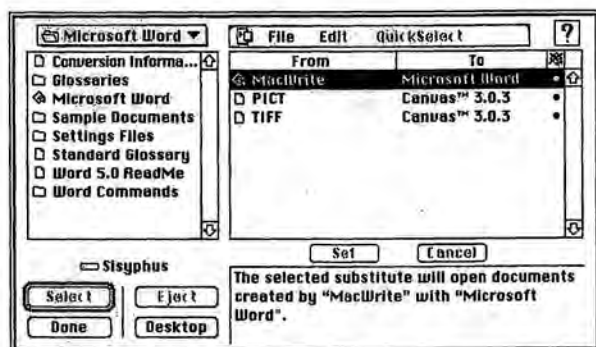 Microsoft Word
Conversion Informa...
Glossaries
Microsoft Word
Sample Documents
Settings Files
Standard Glossary
Word 5.0 ReadMe
Word Commands
Sisyphus
Select
Eject
Done
Desktop
File Edit QuickSelect ?
From To
MacWrite Microsoft Word •
PICT Canvas™ 3.0.3 •
TIFF Canvas™ 3.0.3 •
Set Cancel
The selected substitute will open documents
created by "MacWrite" with "Microsoft
Word".